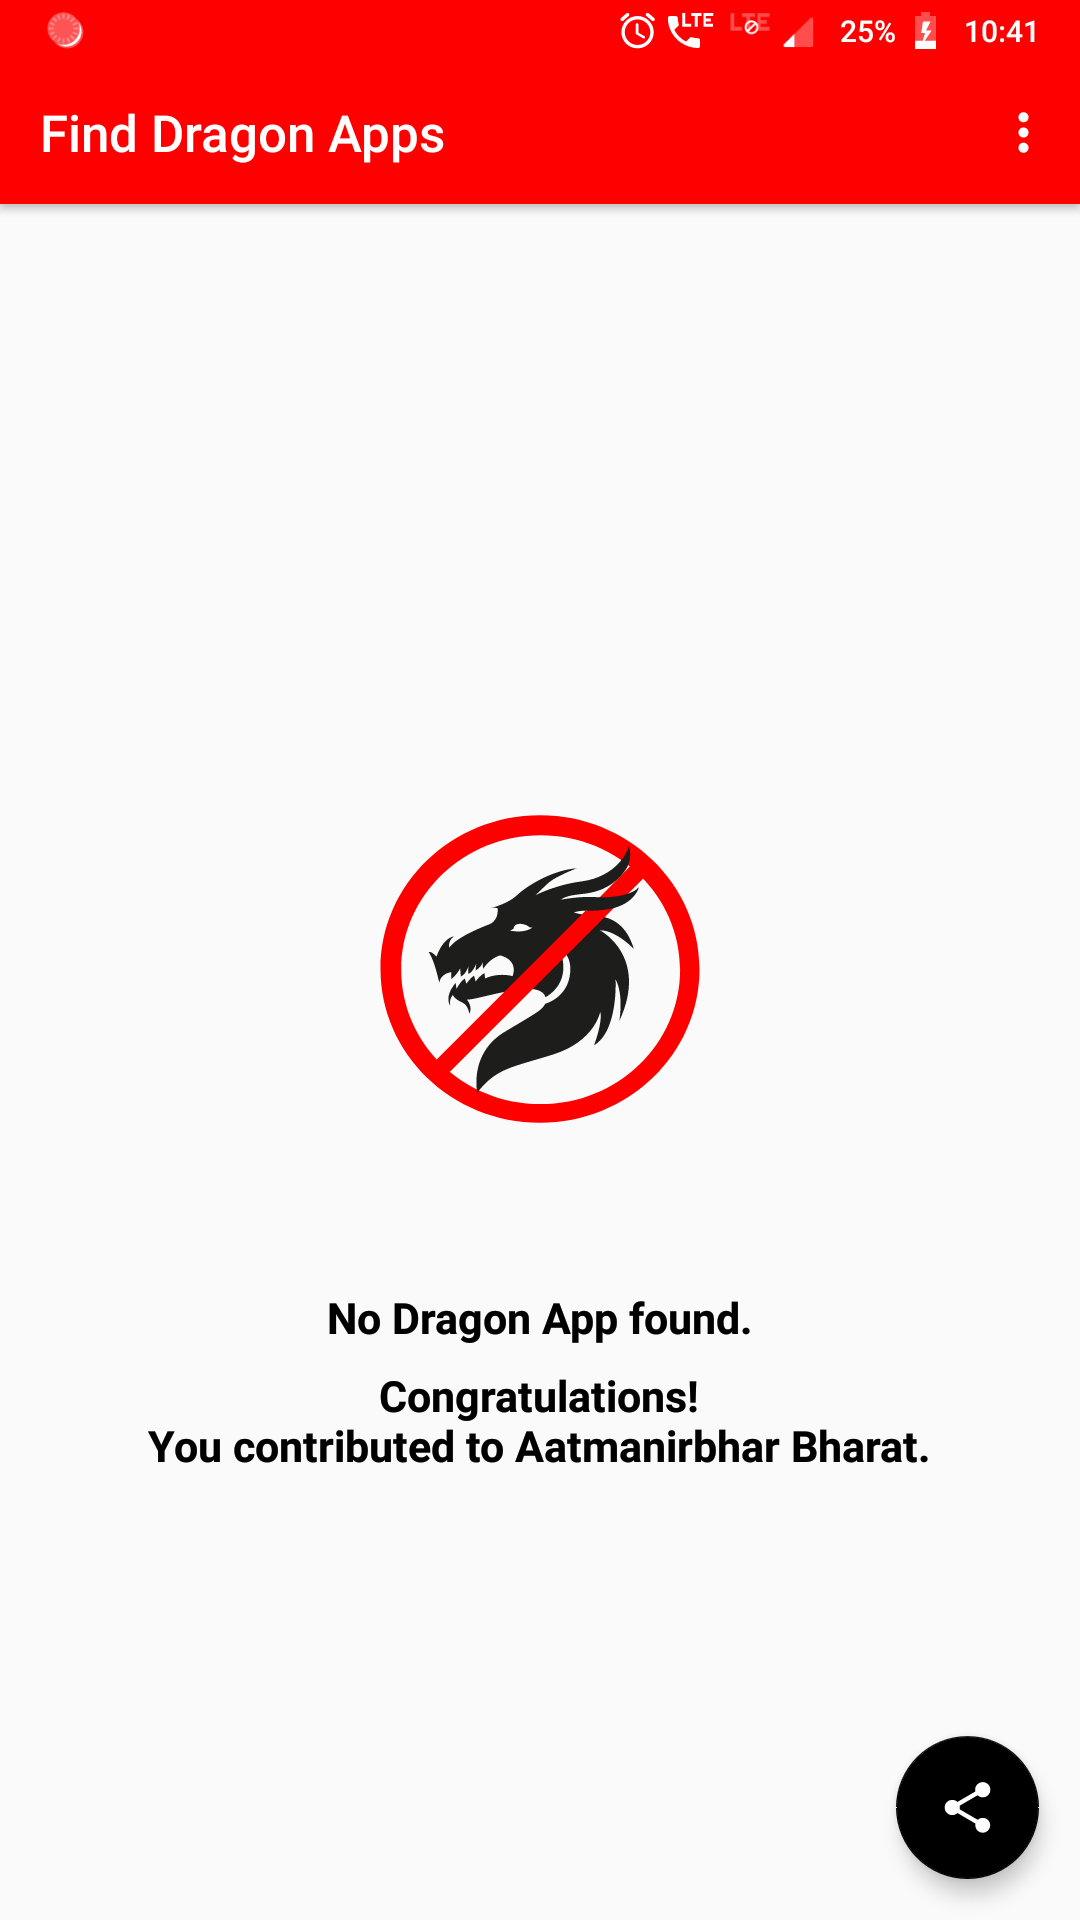 LTE LTE 25% 10:41
Find Dragon Apps
No Dragon App found.
Congratulations!
You contributed to Aatmanirbhar Bharat.